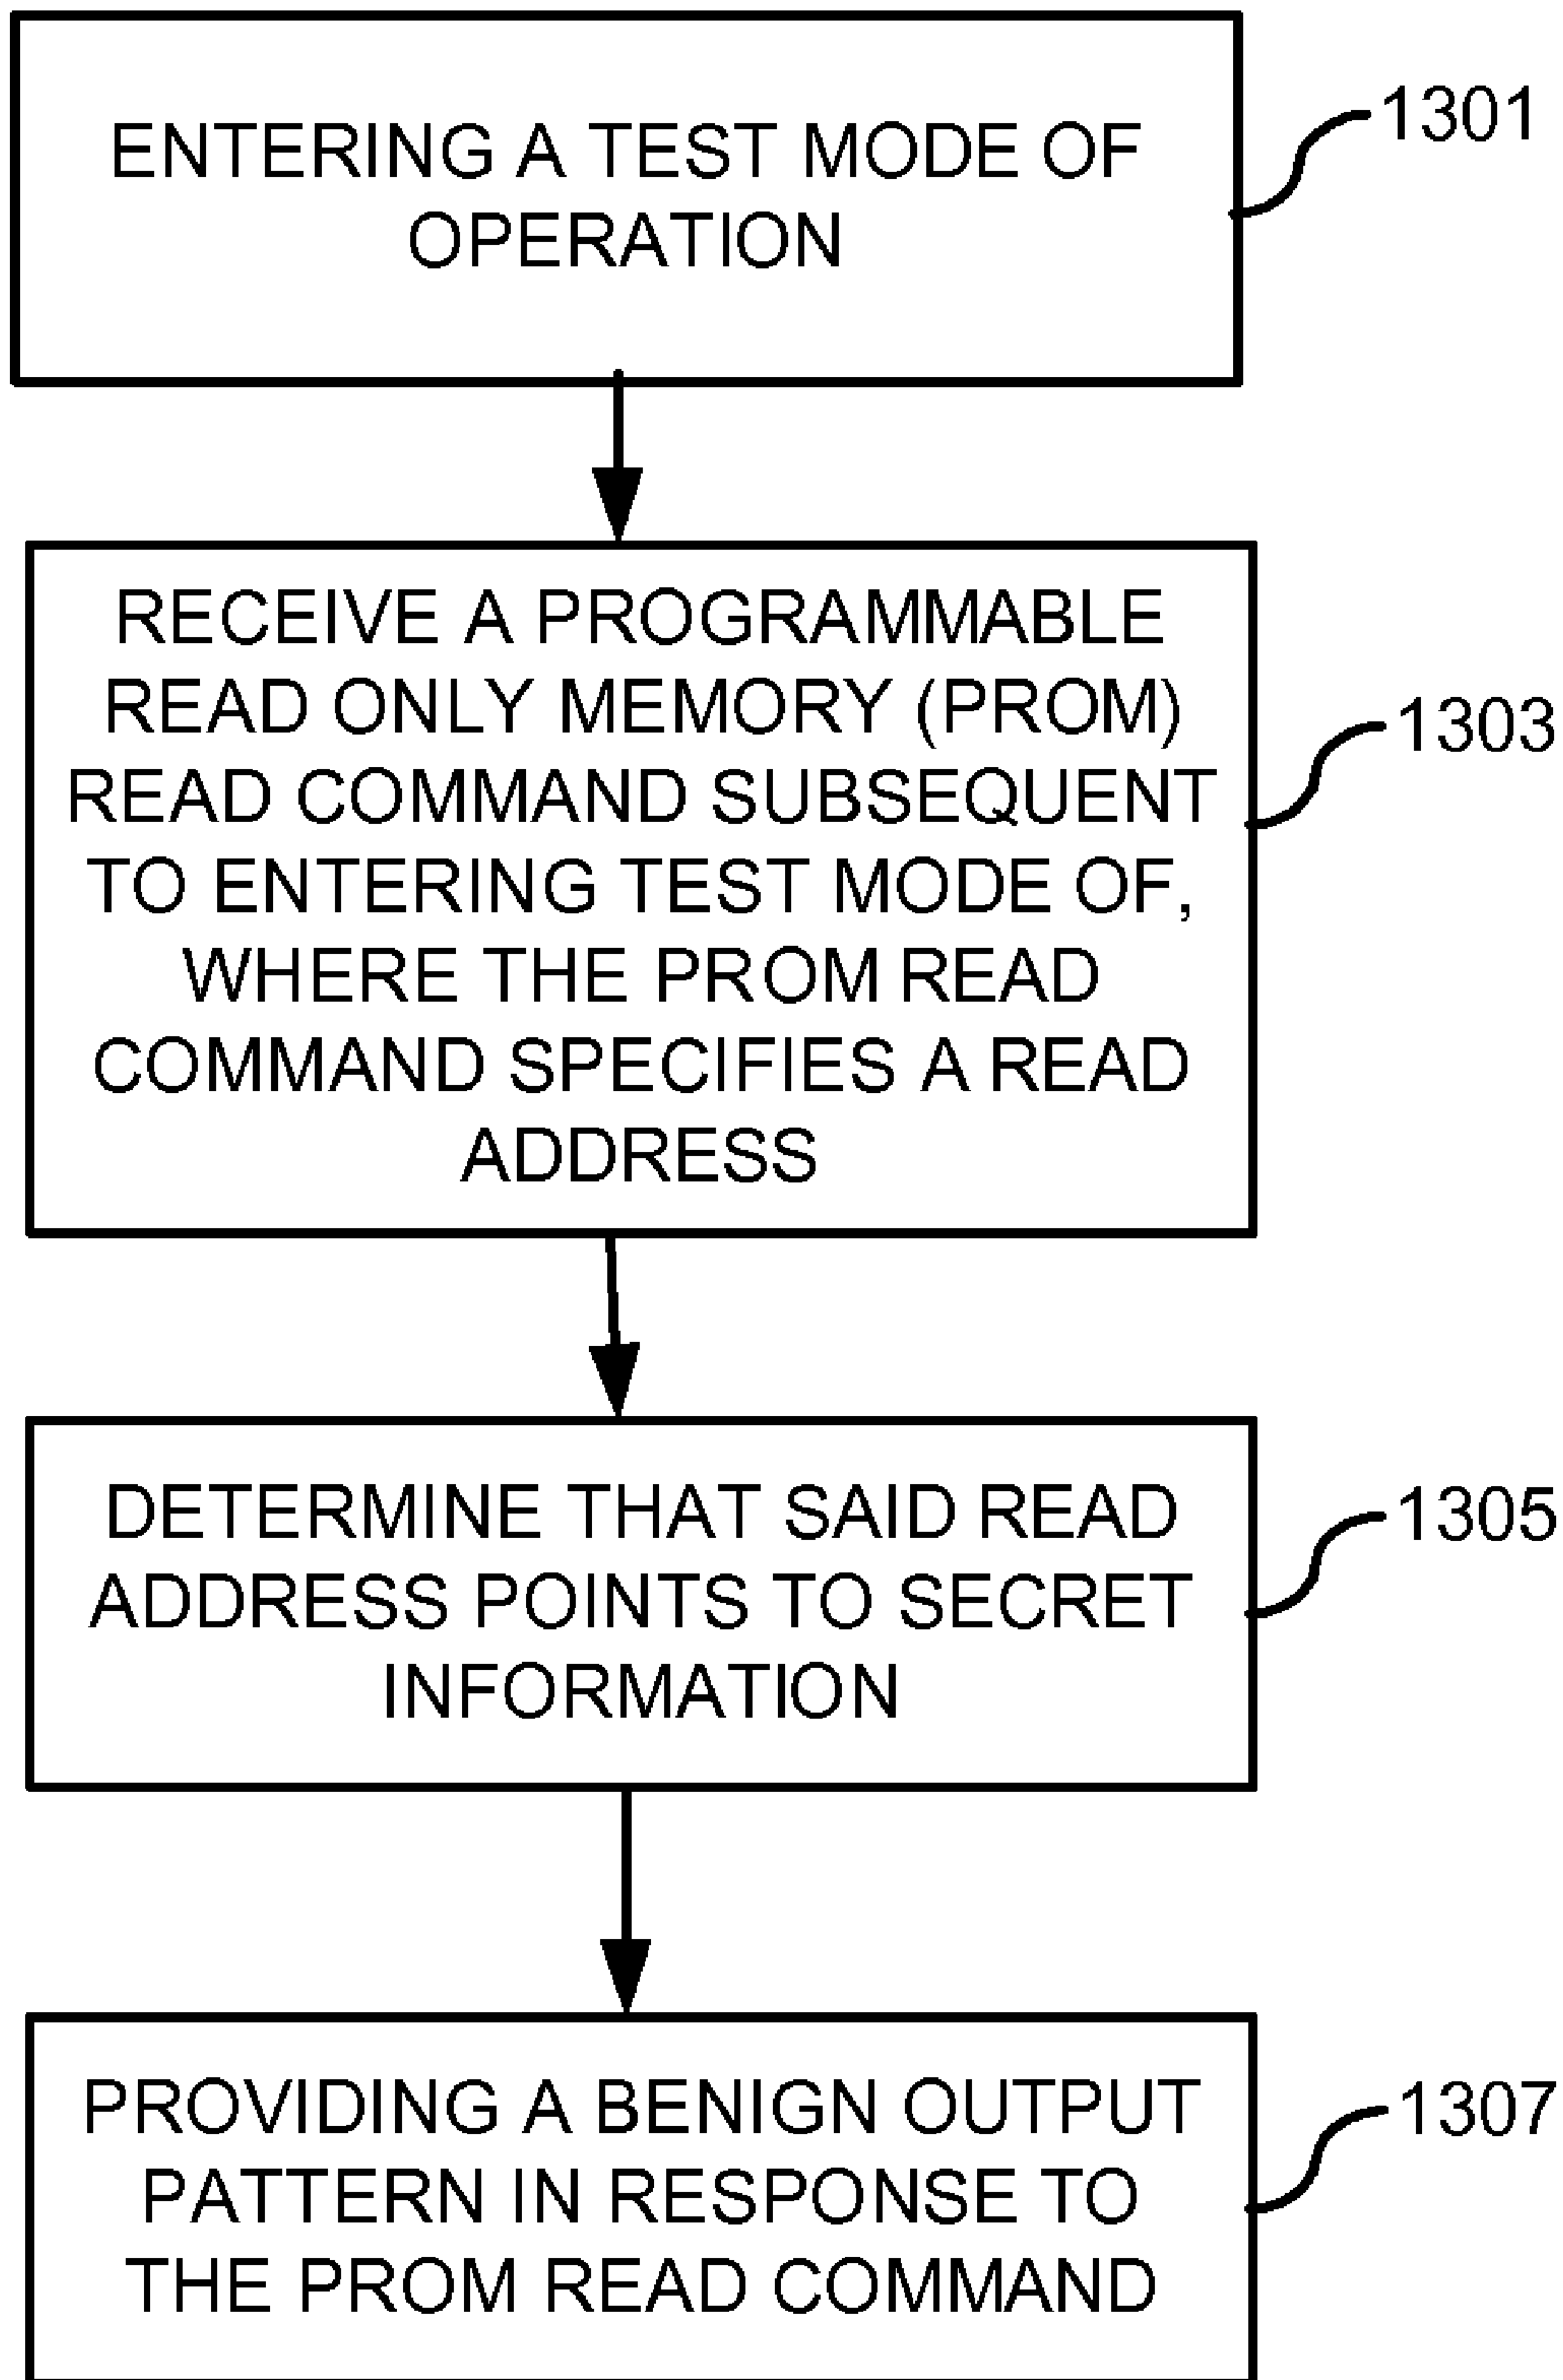 ENTERING A TEST MODE OF
OPERATION
1301
RECEIVE A PROGRAMMABLE
READ ONLY MEMORY (PROM)
READ COMMAND SUBSEQUENT
TO ENTERING TEST MODE OF,
WHERE THE PROM READ
COMMAND SPECIFIES A READ
ADDRESS
1303
DETERMINE THAT SAID READ
ADDRESS POINTS TO SECRET
INFORMATION
1305
PROVIDING A BENIGN OUTPUT
PATTERN IN RESPONSE TO
THE PROM READ COMMAND
1307